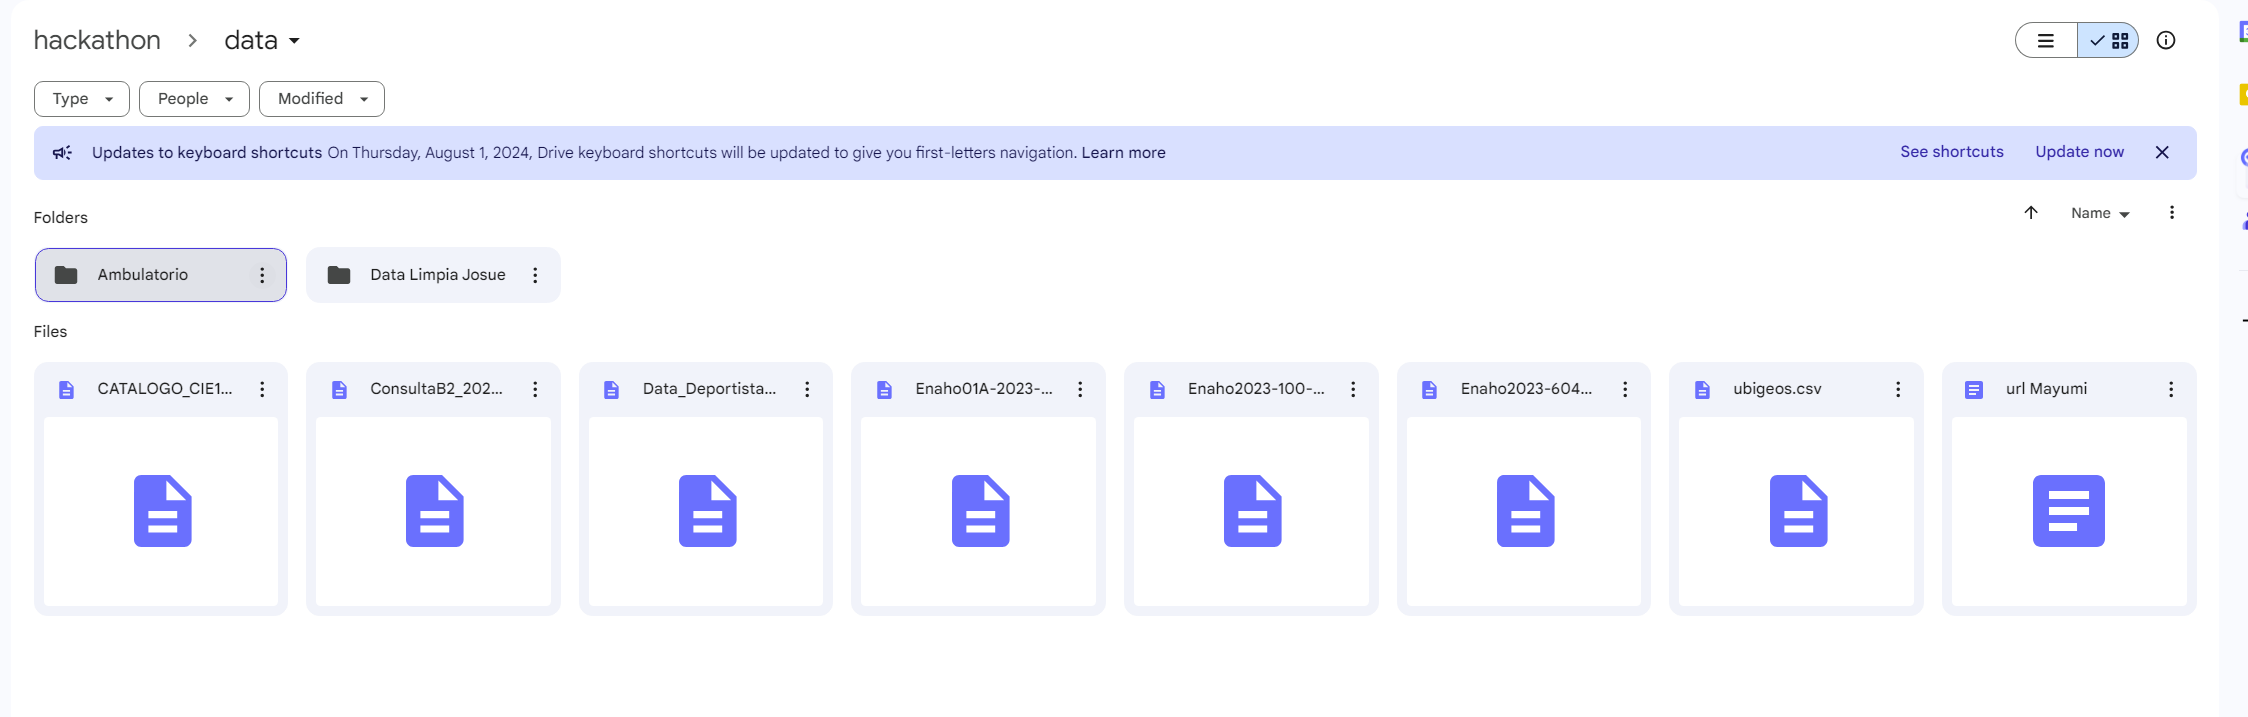 hackathon > data
Type People Modified
Updates to keyboard shortcuts On Thursday, August 1, 2024, Drive keyboard shortcuts will be updated to give you first-letters navigation. Learn more See shortcuts Update now
Folders Name
Ambulatorio Data Limpia Josue
Files
CATALOGO_CIE1... ConsultaB2_202... Data_Deportista... Enaho01A-2023-... Enaho2023-100-... Enaho2023-604... ubigeos.csv url Mayumi